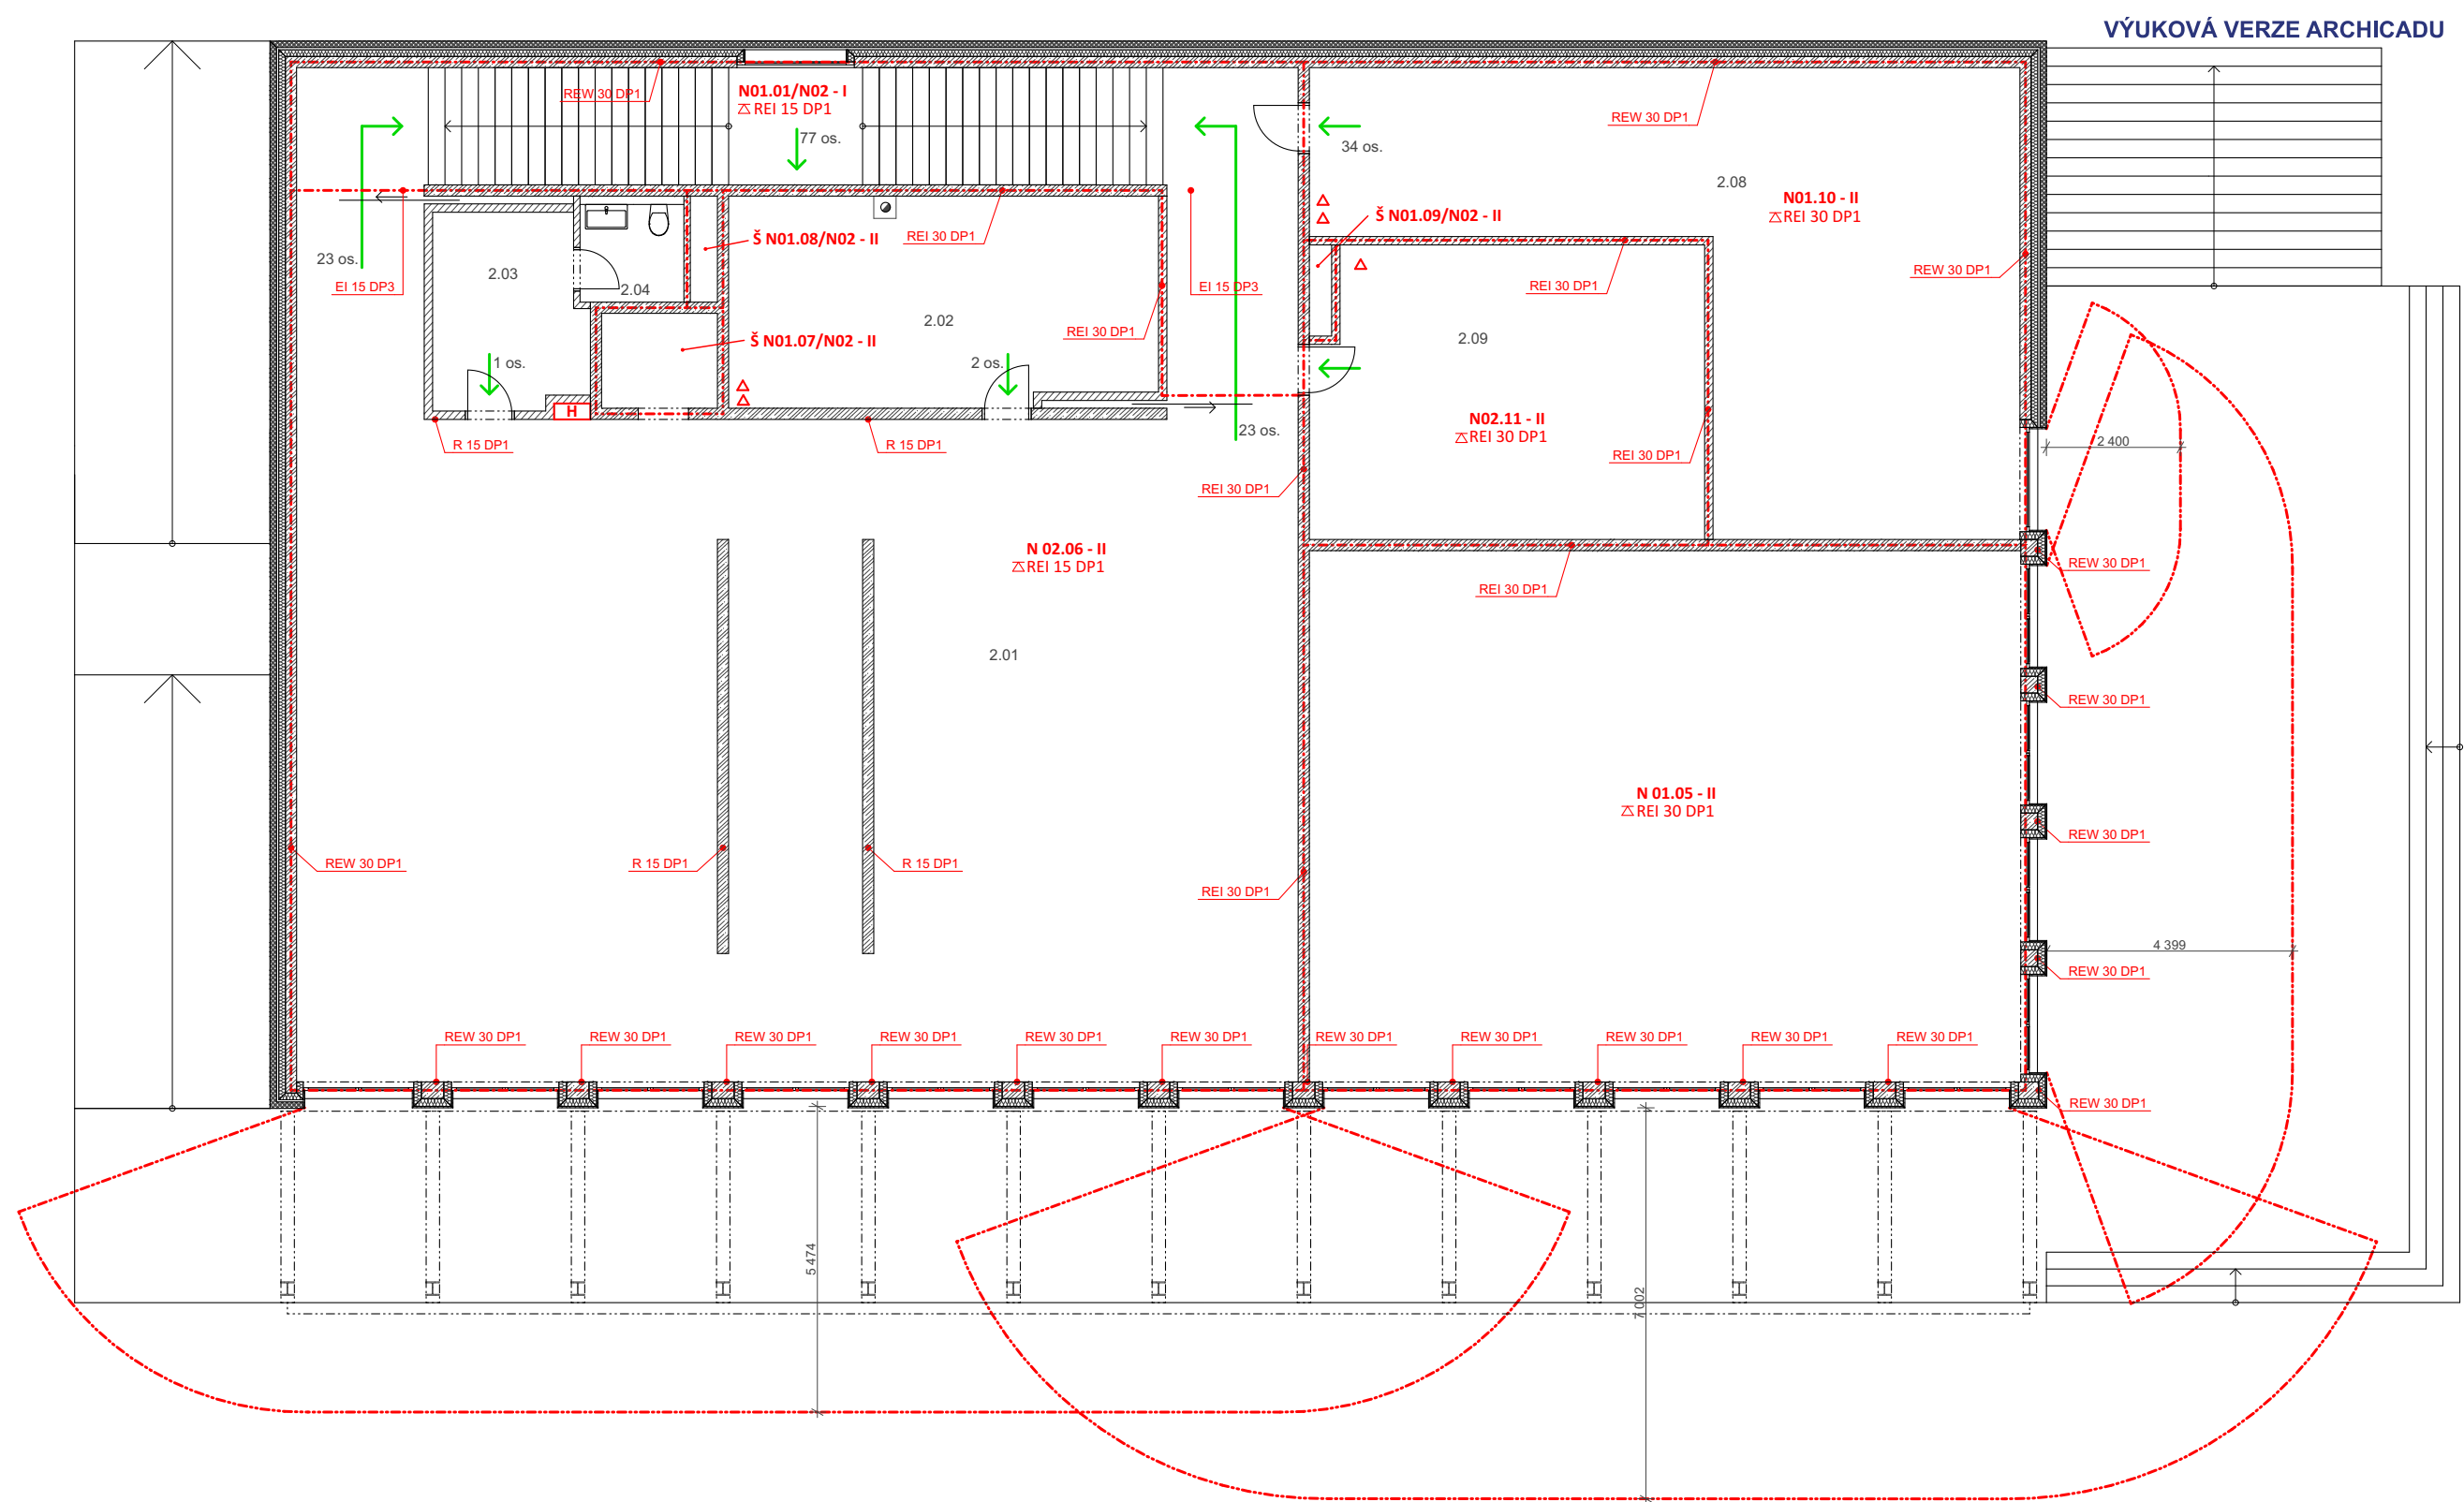 VÝUKOVÁ VERZE ARCHICADU
REW 30 DP1
N01.01/N02 - I
REI 15 DP1
77 os.
REW 30 DP1
34 os.
2.08
N01.10 - II
REI 30 DP1
Š N01.09/N02 - II
Š N01.08/N02 - II
REI 30 DP1
23 os.
2.03
2.04
EI 15 DP3
EI 15 DP3
REI 30 DP1
REW 30 DP1
2.02
REI 30 DP1
2.09
Š N01.07/N02 - II
1 os.
2 os.
H
N02.11 - II
REI 30 DP1
23 os.
R 15 DP1
R 15 DP1
REI 30 DP1
2 400
REI 30 DP1
N 02.06 - II
REI 15 DP1
REI 30 DP1
REW 30 DP1
2.01
REW 30 DP1
N 01.05 - II
REI 30 DP1
REW 30 DP1
REW 30 DP1
R 15 DP1
R 15 DP1
REI 30 DP1
4 399
REW 30 DP1
REW 30 DP1
REW 30 DP1
REW 30 DP1
REW 30 DP1
REW 30 DP1
REW 30 DP1
REW 30 DP1
REW 30 DP1
REW 30 DP1
REW 30 DP1
REW 30 DP1
REW 30 DP1
5 474
7 002